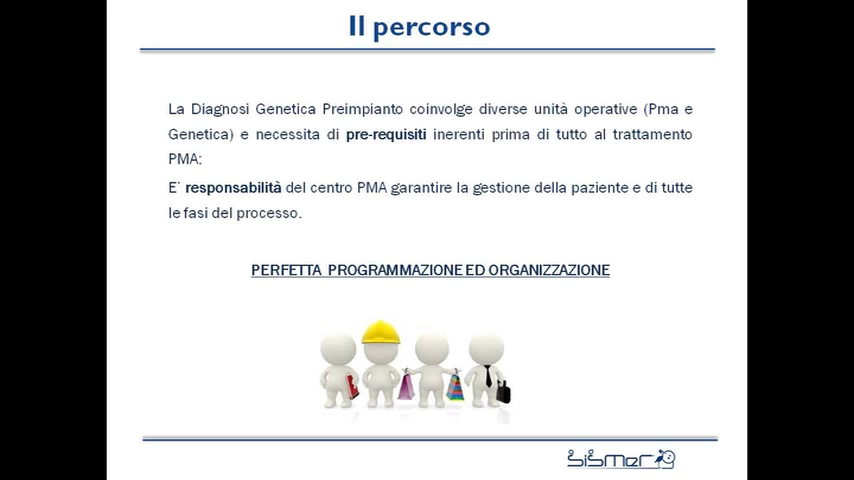 Il percorso
La Diagnosi Genetica Preimpianto coinvolge diverse unità operative (Pma e
Genetica) e necessita di pre-requisiti inerenti prima di tutto al trattamento
PMA:
E' responsabilità del centro PMA garantire la gestione della paziente e di tutte
le fasi del processo.
PERFETTA PROGRAMMAZIONE ED ORGANIZZAZIONE
SISMER